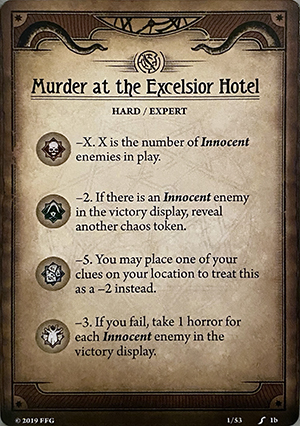 Murder at the Excelsior Hotel
HARD / EXPERT
–X. X is the number of Innocent
enemies in play.
–2. If there is an Innocent enemy
in the victory display, reveal
another chaos token.
–5. You may place one of your
clues on your location to treat this
as a –2 instead.
–3. If you fail, take 1 horror for
each Innocent enemy in the
victory display.
© 2019 FFG
1/53
1b